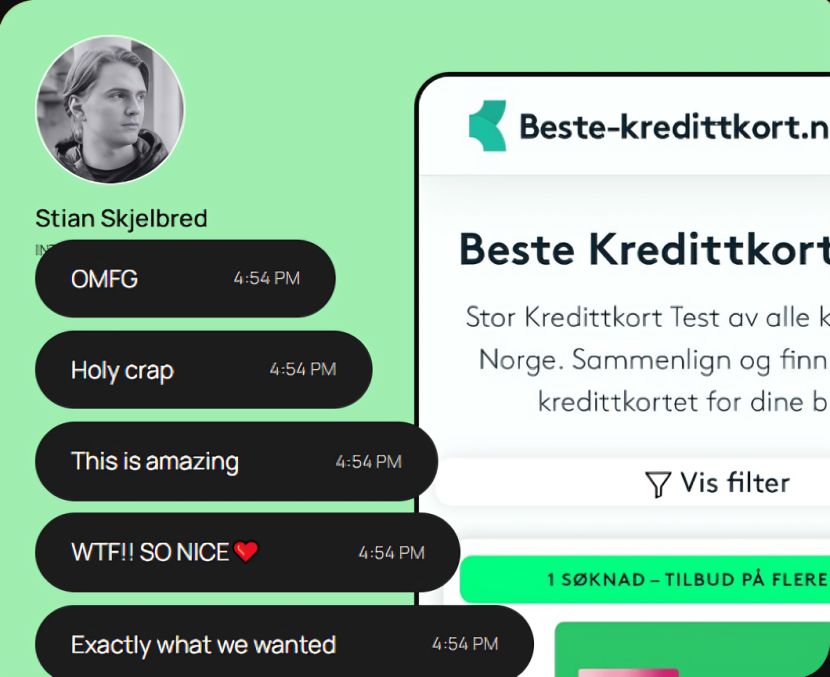 Stian Skjelbred
OMFG 4:54 PM
Holy crap 4:54 PM
This is amazing 4:54 PM
WTF!! SO NICE❤️ 4:54 PM
Exactly what we wanted 4:54 PM
Beste-kredittkort.n
Beste Kredittkort
Stor Kredittkort Test av alle k
Norge. Sammenlign og finn
kredittkortet for dine b
Vis filter
1 SØKNAD – TILBUD PÅ FLERE